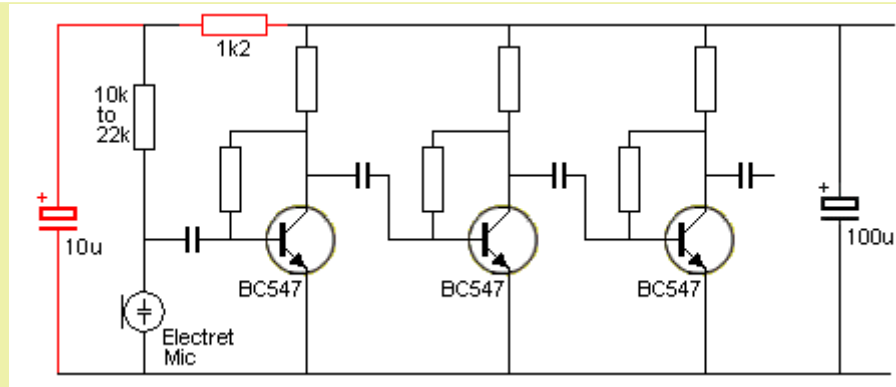 1k2
10k
to
22k
+
10u
BC547
BC547
BC547
+
100u
Electret
Mic